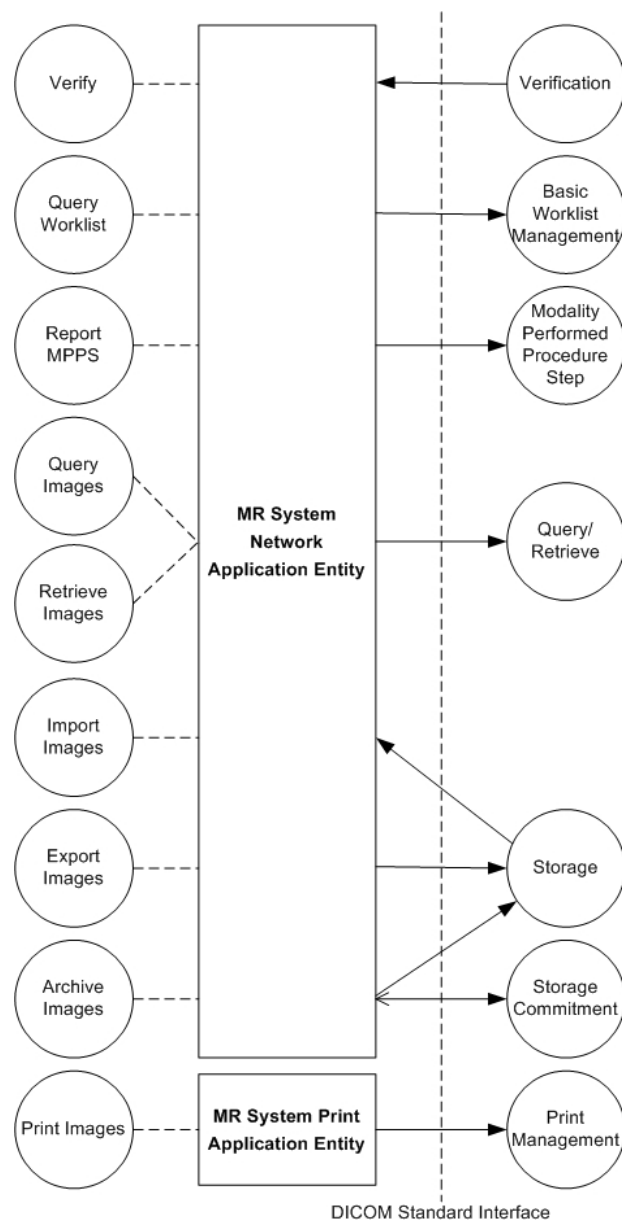 Verify
Verification
Query
Worklist
Basic
Worklist
Management
Report
MPPS
Modality
Performed
Procedure
Step
Query
Images
MR System
Network
Application Entity
Query/
Retrieve
Retrieve
Images
Import
Images
Export
Images
Storage
Archive
Images
Storage
Commitment
Print Images
MR System Print
Application Entity
Print
Management
DICOM Standard Interface